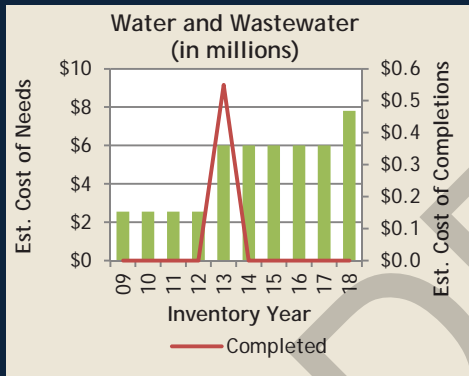 Water and Wastewater
(in millions)
Est. Cost of Needs
$10
$8
$6
$4
$2
$0
$0.6
$0.5
$0.4
$0.3
$0.2
$0.1
$0.0
Est. Cost of Completions
09 10 11 12 13 14 15 16 17 18
Inventory Year
Completed